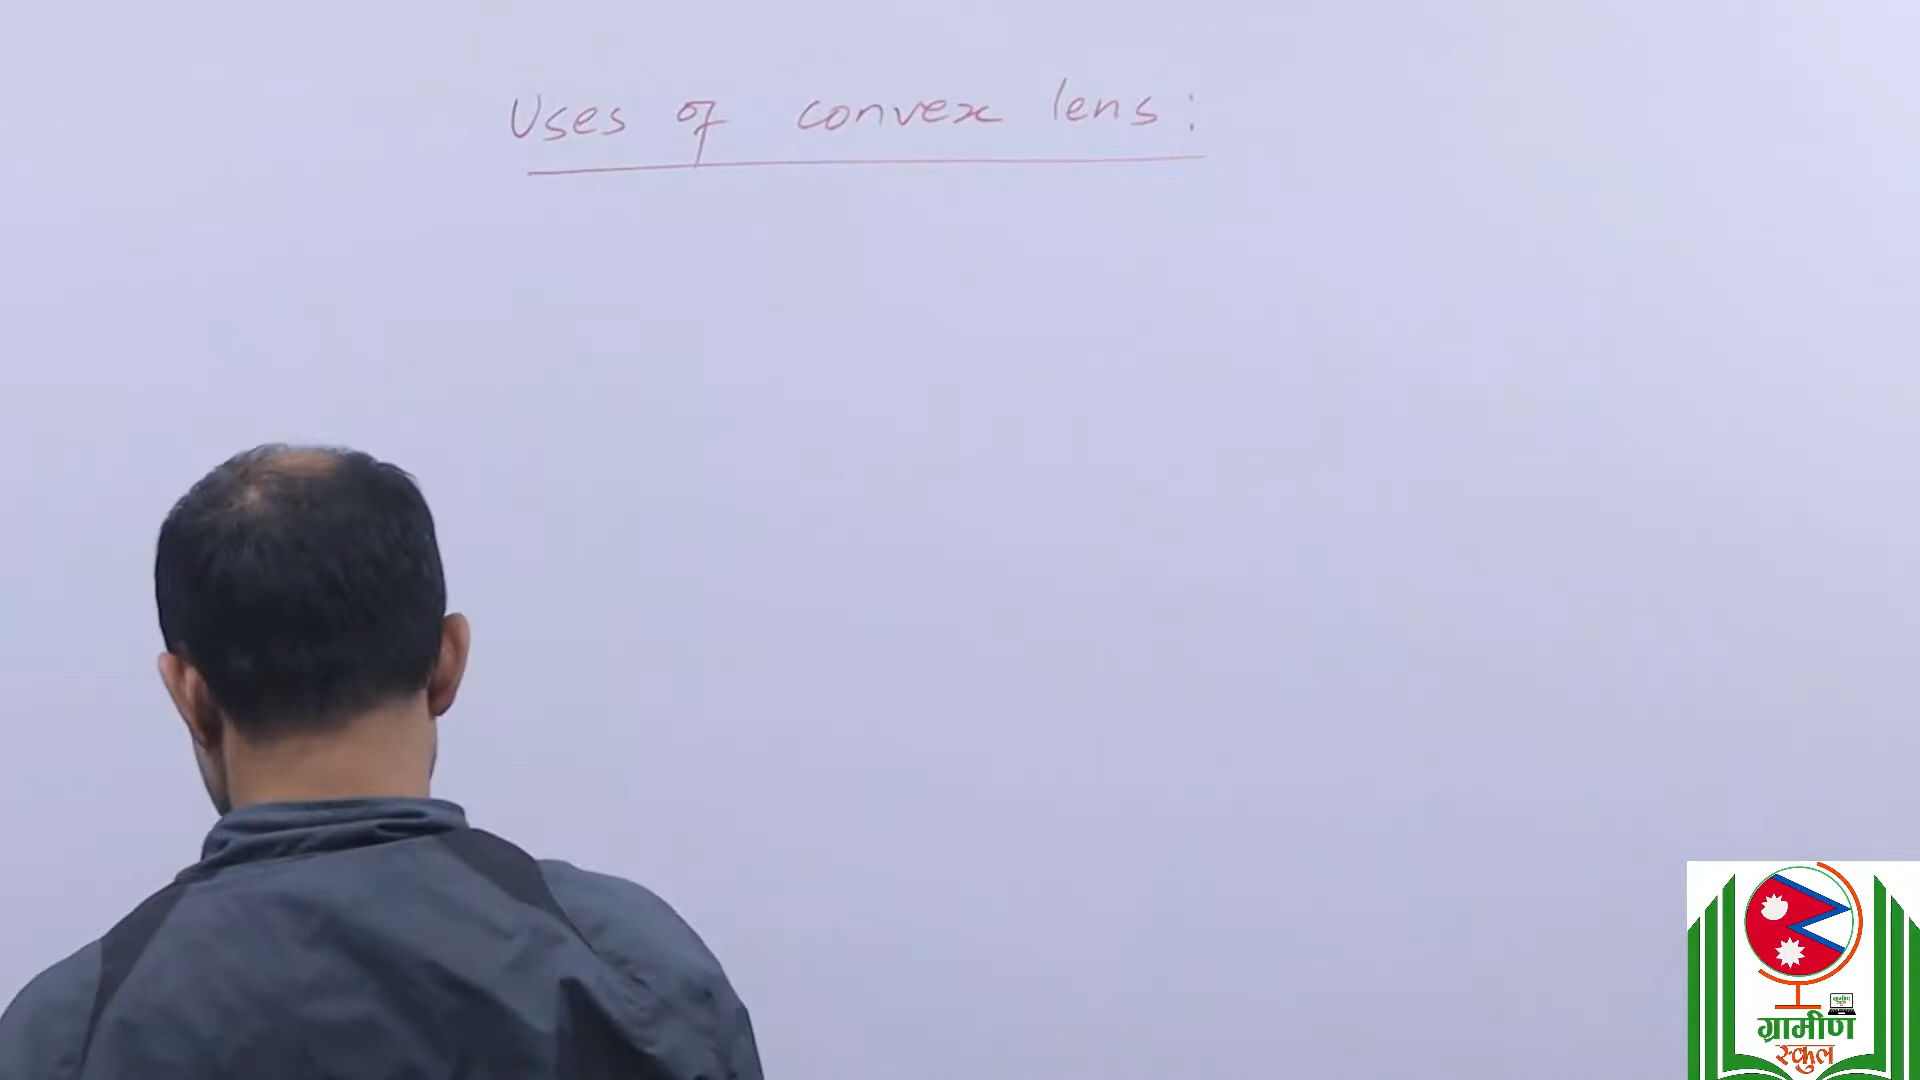 Uses of convex lens:
ग्रामीण
स्कुल